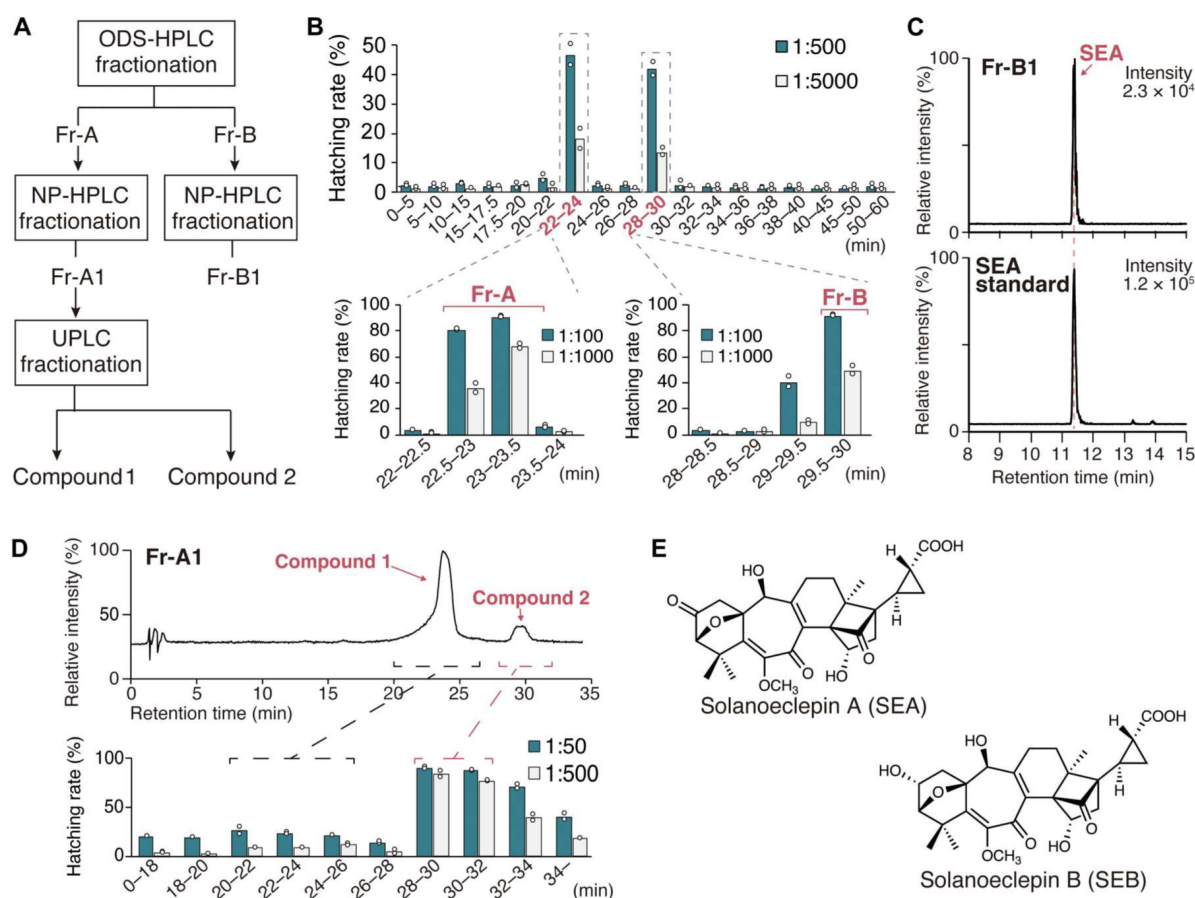 A
ODS-HPLC
fractionation
Fr-A
Fr-B
NP-HPLC
fractionation
NP-HPLC
fractionation
Fr-A1
Fr-B1
UPLC
fractionation
Compound 1
Compound 2
B
Hatching rate (%)
50
40
30
20
10
0
1:500
1:5000
0–5
5-10
10–15
15–17.5
17.5–20
20–22
22–24
24–26
26–28
28–30
30–32
32–34
34–36
36–38
38–40
40–45
45–50
50–60
(min)
Fr-A
Hatching rate (%)
100
80
60
40
20
0
1:100
1:1000
22–22.5
22.5–23
23–23.5
23.5-24
(min)
Fr-B
Hatching rate (%)
100
80
60
40
20
0
1:100
1:1000
28–28.5
28.5–29
29–29.5
29.5–30
(min)
C
Fr-B1
SEA
Intensity
2.3 × 10⁴
Relative intensity (%)
100
50
0
SEA
standard
Intensity
1.2 × 10⁵
Relative intensity (%)
100
50
0
8 9 10 11 12 13 14 15
Retention time (min)
D
Fr-A1
Compound 1
Compound 2
Relative intensity (%)
100
50
0
0 5 10 15 20 25 30 35
Retention time (min)
Hatching rate (%)
100
50
0
1:50
1:500
0–18
18–20
20–22
22–24
24–26
26–28
28–30
30–32
32–34
34–
(min)
E
HO
H
COOH
O
O
H
O
HO
O
OCH₃
Solanoeclepin A (SEA)
HO
H
COOH
HO
O
H
O
HO
O
OCH₃
Solanoeclepin B (SEB)